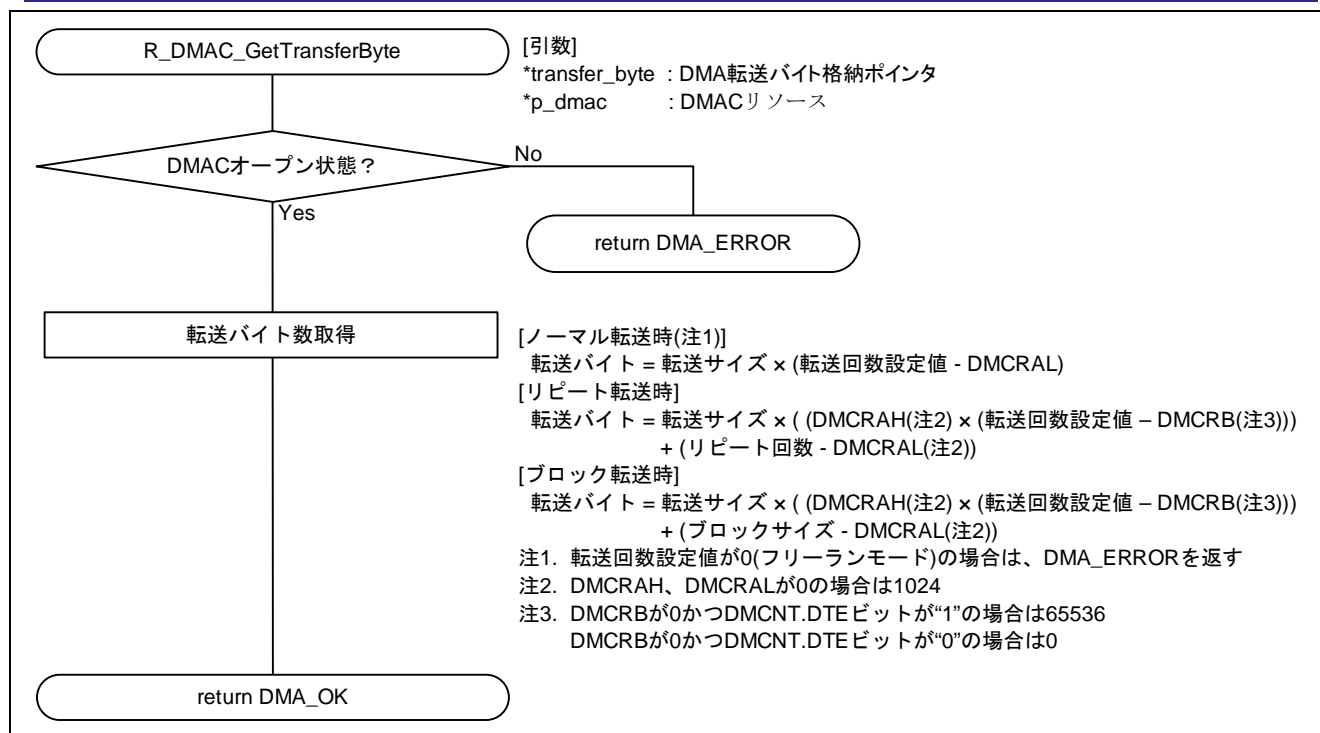 R_DMAC_GetTransferByte
[引数]
*transfer_byte : DMA転送バイト格納ポインタ
*p_dmac : DMACリソース
DMACオープン状態？
No
Yes
return DMA_ERROR
転送バイト数取得
[ノーマル転送時(注1)]
転送バイト = 転送サイズ × (転送回数設定値 - DMCRAL)
[リピート転送時]
転送バイト = 転送サイズ × ( (DMCRAH(注2) × (転送回数設定値 – DMCRB(注3)))
+ (リピート回数 - DMCRAL(注2))
[ブロック転送時]
転送バイト = 転送サイズ × ( (DMCRAH(注2) × (転送回数設定値 – DMCRB(注3)))
+ (ブロックサイズ - DMCRAL(注2))
注1. 転送回数設定値が0(フリーランモード)の場合は、DMA_ERRORを返す
注2. DMCRAH、DMCRALが0の場合は1024
注3. DMCRBが0かつDMCNT.DTEビットが“1”の場合は65536
DMCRBが0かつDMCNT.DTEビットが“0”の場合は0
return DMA_OK